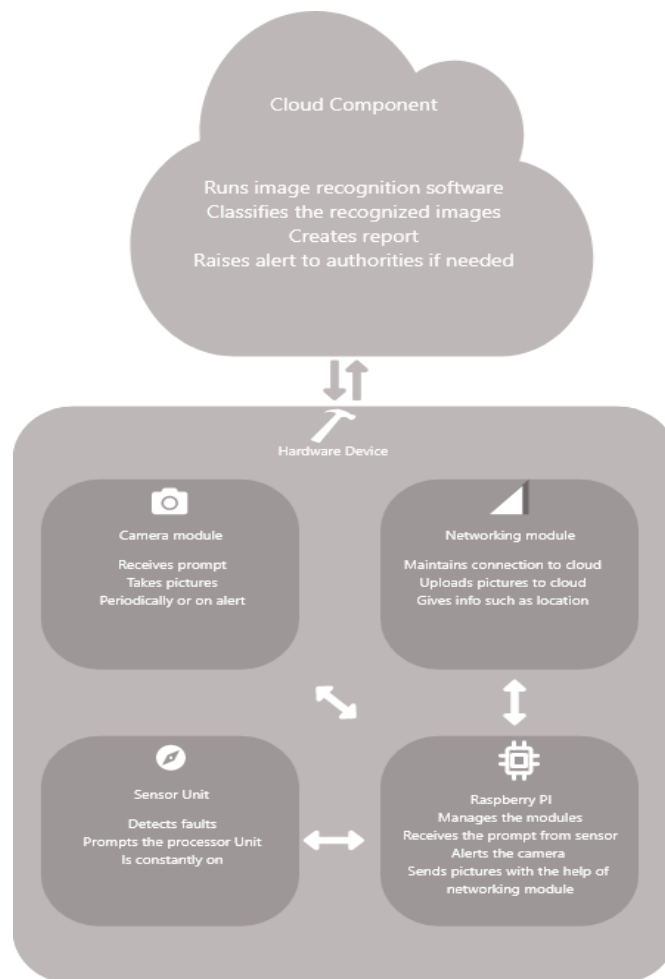 Cloud Component
Runs image recognition software
Classifies the recognized images
Creates report
Raises alert to authorities if needed
Hardware Device
Camera module
Receives prompt
Takes pictures
Periodically or on alert
Networking module
Maintains connection to cloud
Uploads pictures to cloud
Gives info such as location
Sensor Unit
Detects faults
Prompts the processor Unit
Is constantly on
Raspberry PI
Manages the modules
Receives the prompt from sensor
Alerts the camera
Sends pictures with the help of
networking module